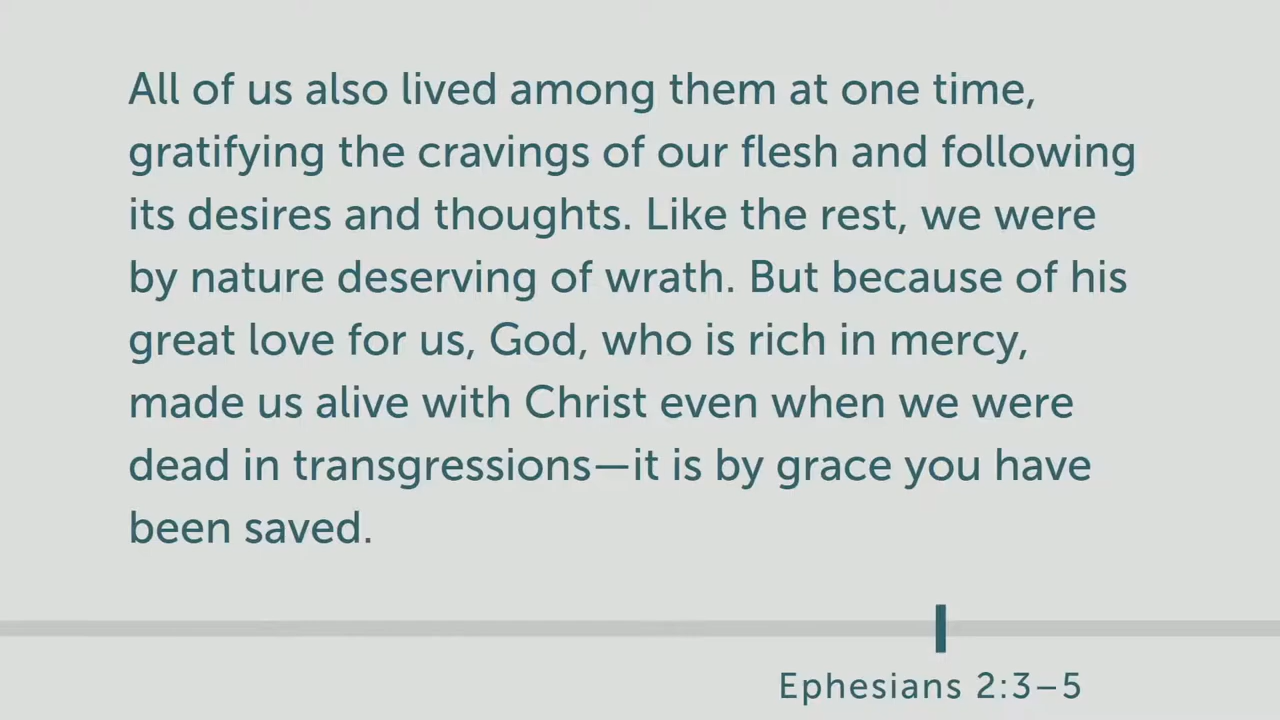 All of us also lived among them at one time,
gratifying the cravings of our flesh and following
its desires and thoughts. Like the rest, we were
by nature deserving of wrath. But because of his
great love for us, God, who is rich in mercy,
made us alive with Christ even when we were
dead in transgressions—it is by grace you have
been saved.
Ephesians 2:3–5